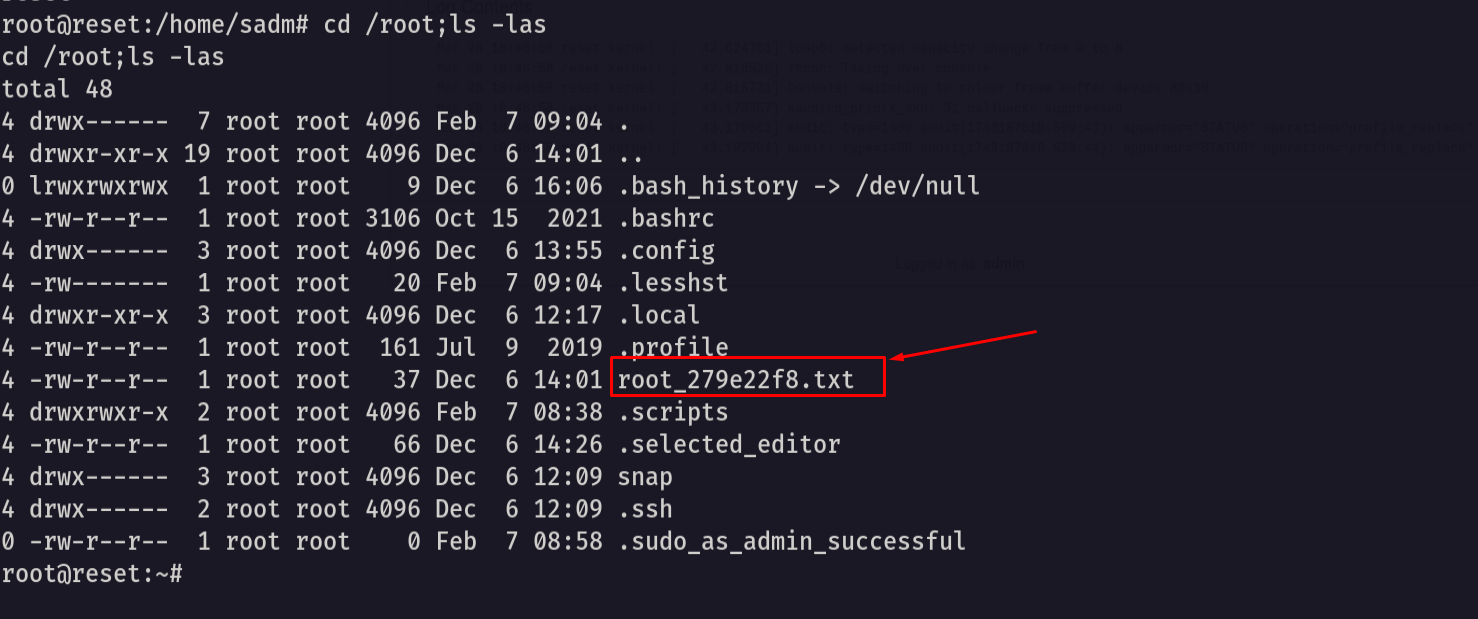 root@reset:/home/sadm# cd /root;ls -las
cd /root;ls -las
total 48
4 drwx------  7 root root 4096 Feb  7 09:04 .
4 drwxr-xr-x 19 root root 4096 Dec  6 14:01 ..
0 lrwxrwxrwx  1 root root    9 Dec  6 16:06 .bash_history -> /dev/null
4 -rw-r--r--  1 root root 3106 Oct 15  2021 .bashrc
4 drwx------  3 root root 4096 Dec  6 13:55 .config
4 -rw-------  1 root root   20 Feb  7 09:04 .lesshst
4 drwxr-xr-x  3 root root 4096 Dec  6 12:17 .local
4 -rw-r--r--  1 root root  161 Jul  9  2019 .profile
4 -rw-r--r--  1 root root   37 Dec  6 14:01 root_279e22f8.txt
4 drwxrwxr-x  2 root root 4096 Feb  7 08:38 .scripts
4 -rw-r--r--  1 root root   66 Dec  6 14:26 .selected_editor
4 drwx------  3 root root 4096 Dec  6 12:09 snap
4 drwx------  2 root root 4096 Dec  6 12:09 .ssh
0 -rw-r--r--  1 root root    0 Feb  7 08:58 .sudo_as_admin_successful
root@reset:~#